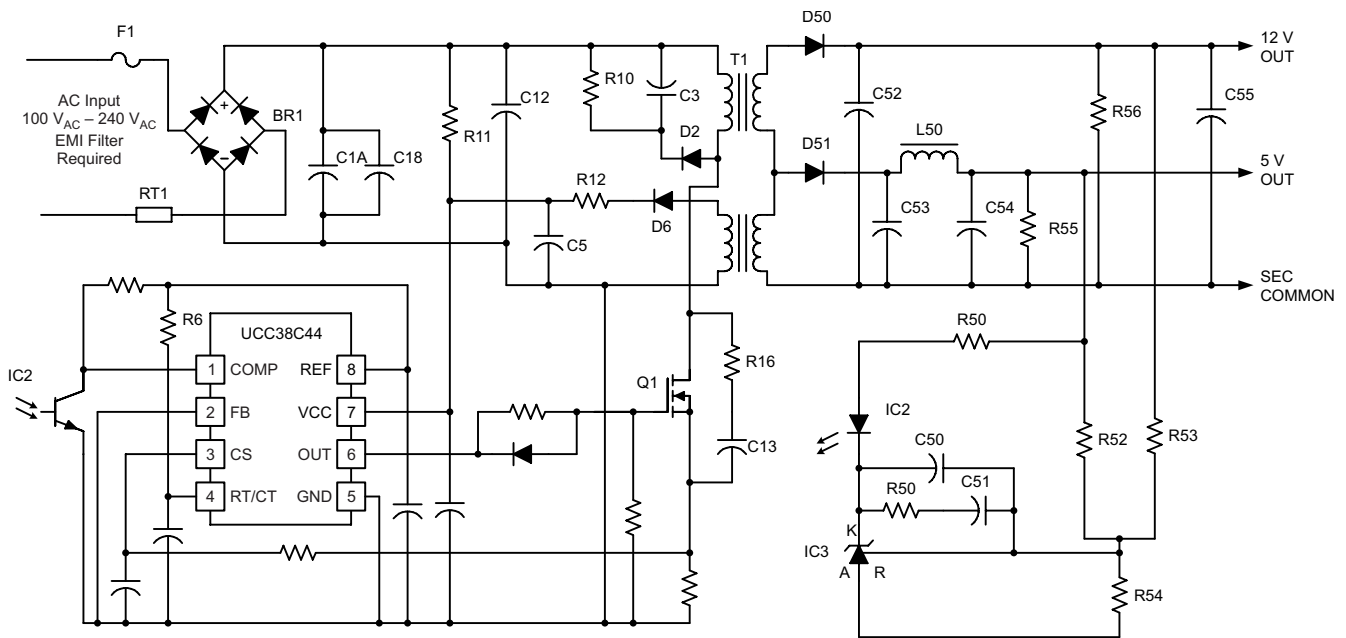 D50
12 V
OUT
F1
T1
AC Input
100 VAC – 240 VAC
EMI Filter
Required
+
BR1
−
R10
C3
C12
R11
D2
C52
R56
C55
C1A
C18
D51
L50
5 V
OUT
RT1
R12
D6
C5
C53
C54
R55
SEC
COMMON
R6
UCC38C44
R50
IC2
1 COMP REF 8
2 FB VCC 7
3 CS OUT 6
4 RT/CT GND 5
Q1
R16
C13
IC2
C50
R52
R53
R50
C51
K
IC3
A R
R54